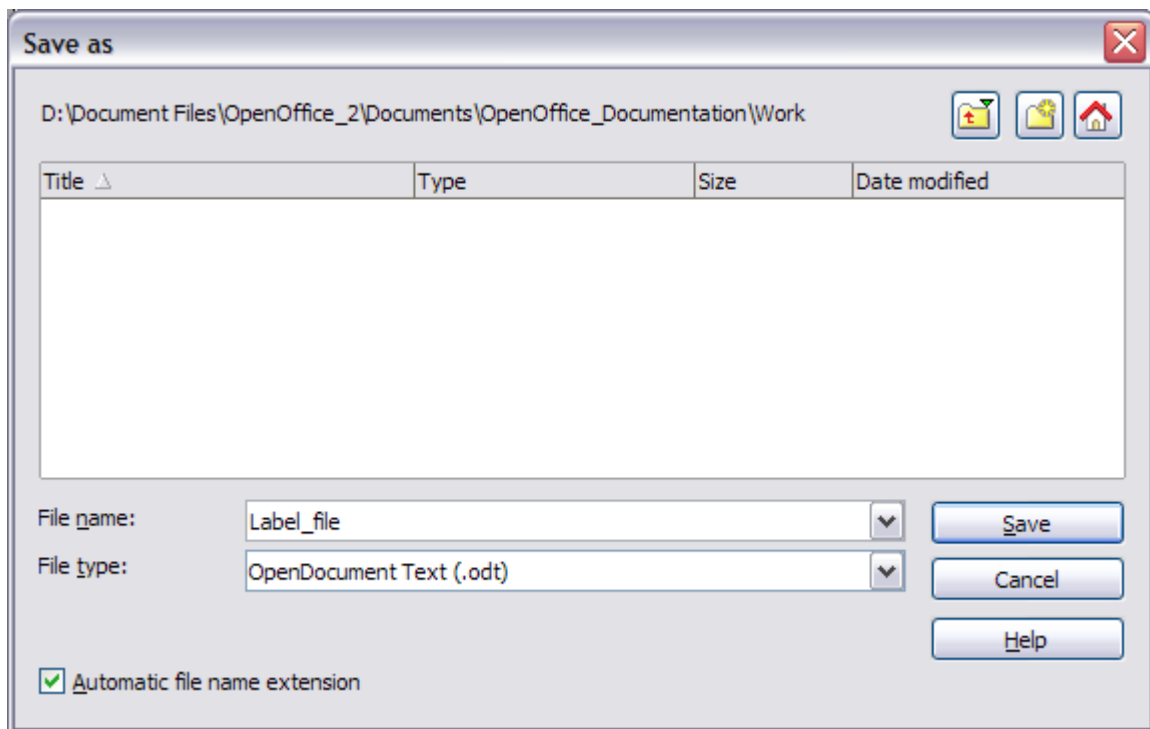 Save as
D:\Document Files\OpenOffice_2\Documents\OpenOffice_Documentation\Work
Title Type Size Date modified
File name: Label_file Save
File type: OpenDocument Text (.odt)
Cancel
Help
Automatic file name extension